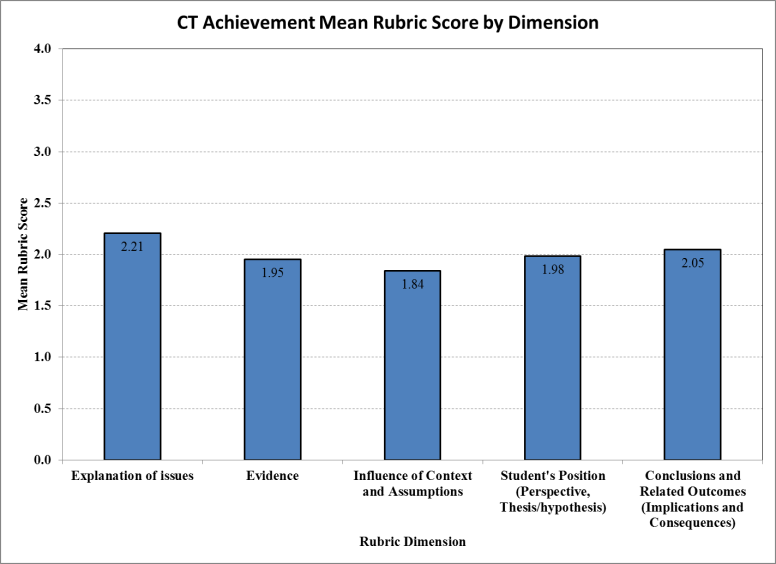 CT Achievement Mean Rubric Score by Dimension
4.0
3.5
3.0
2.5
2.0
1.5
1.0
0.5
0.0
Mean Rubric Score
2.21
1.95
1.84
1.98
2.05
Explanation of issues
Evidence
Influence of Context
and Assumptions
Student's Position
(Perspective,
Thesis/hypothesis)
Conclusions and
Related Outcomes
(Implications and
Consequences)
Rubric Dimension